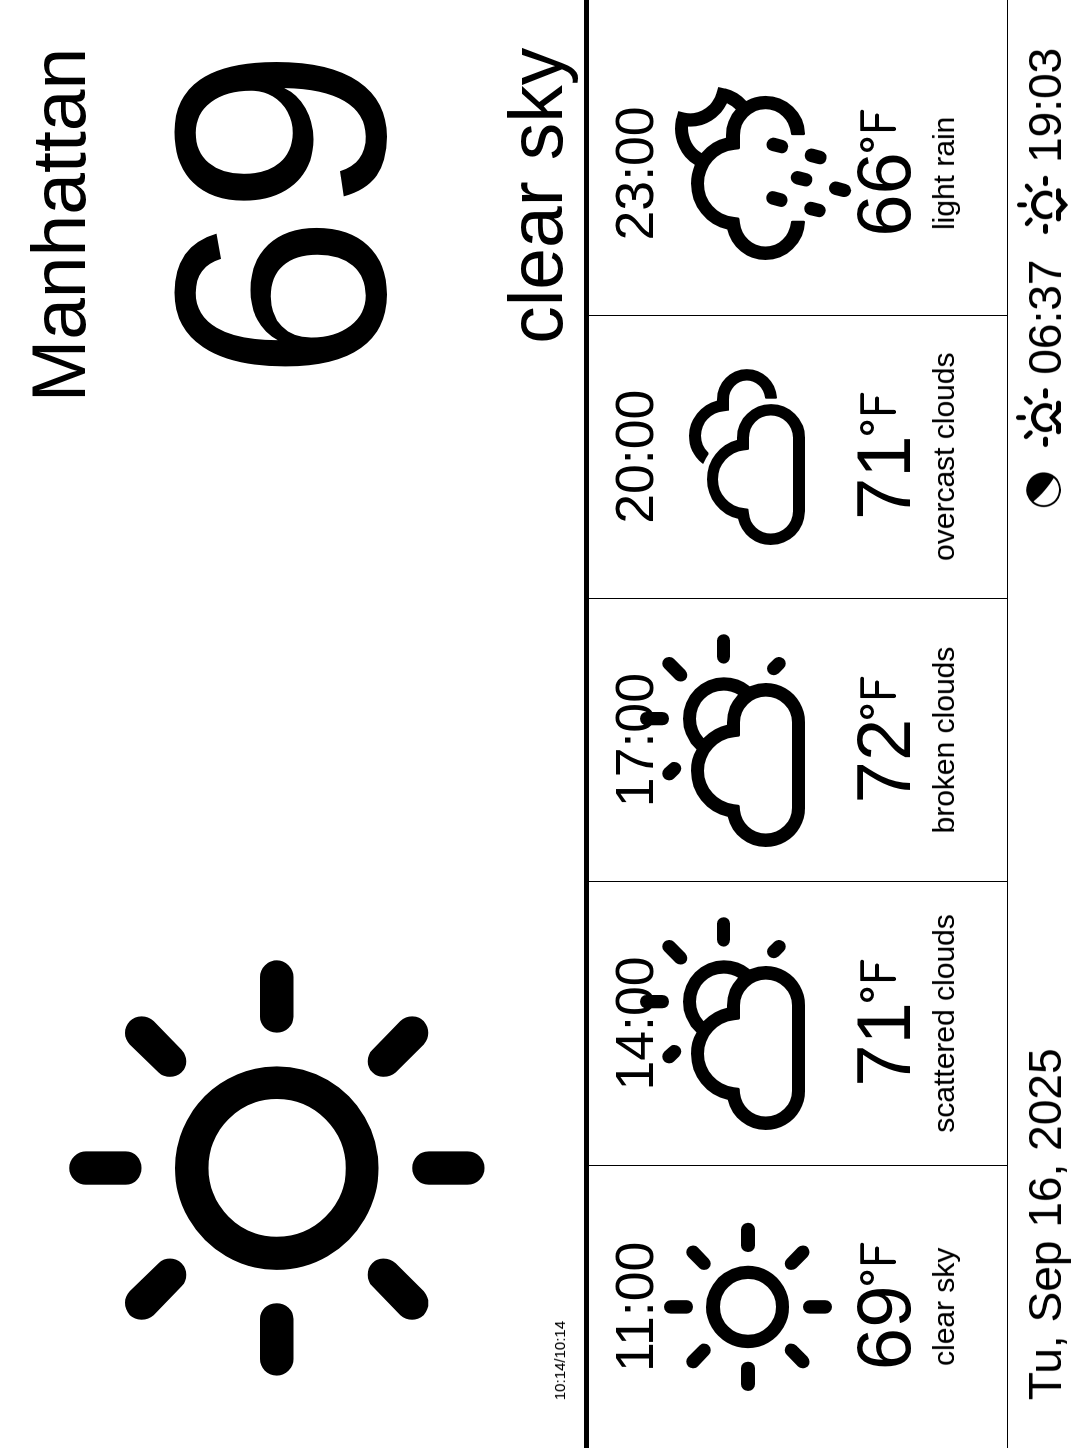 Manhattan
69
clear sky
10:14/10:14
11:00
69°F
clear sky
14:00
71°F
scattered clouds
17:00
72°F
broken clouds
20:00
71°F
overcast clouds
23:00
66°F
light rain
Tu, Sep 16, 2025
06:37
19:03